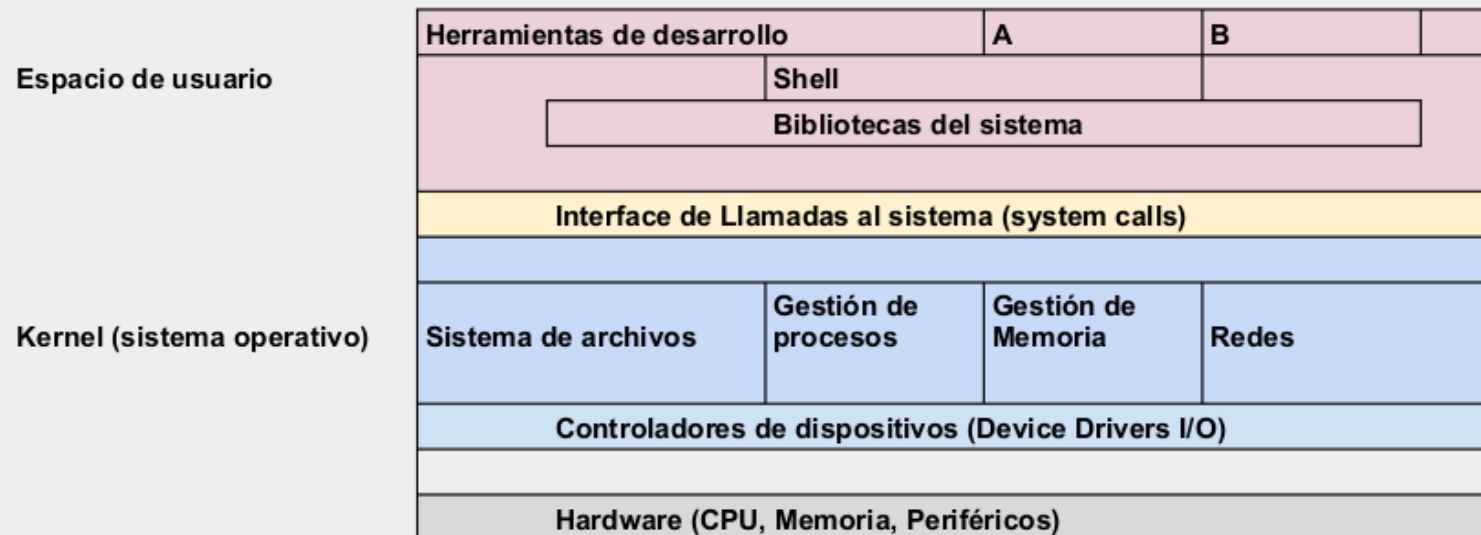 Herramientas de desarrollo A B
Espacio de usuario
Shell
Bibliotecas del sistema
Interface de Llamadas al sistema (system calls)
Kernel (sistema operativo)
Sistema de archivos
Gestión de
procesos
Gestión de
Memoria
Redes
Controladores de dispositivos (Device Drivers I/O)
Hardware (CPU, Memoria, Periféricos)